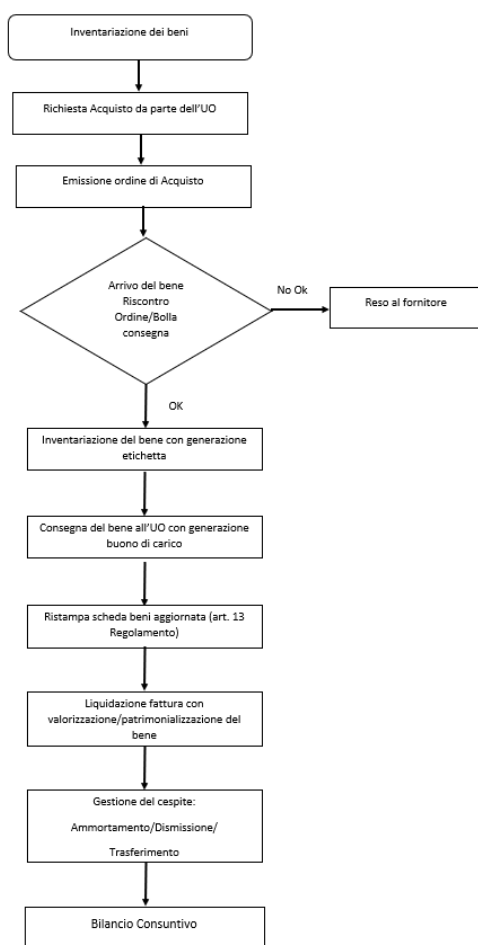 Inventariazione dei beni
Richiesta Acquisto da parte dell'UO
Emissione ordine di Acquisto
Arrivo del bene
Riscontro
Ordine/Bolla
consegna
No Ok
Reso al fornitore
OK
Inventariazione del bene con generazione
etichetta
Consegna del bene all'UO con generazione
buono di carico
Ristampa scheda beni aggiornata (art. 13
Regolamento)
Liquidazione fattura con
valorizzazione/patrimonializzazione del
bene
Gestione del cespite:
Ammortamento/Dismissione/
Trasferimento
Bilancio Consuntivo